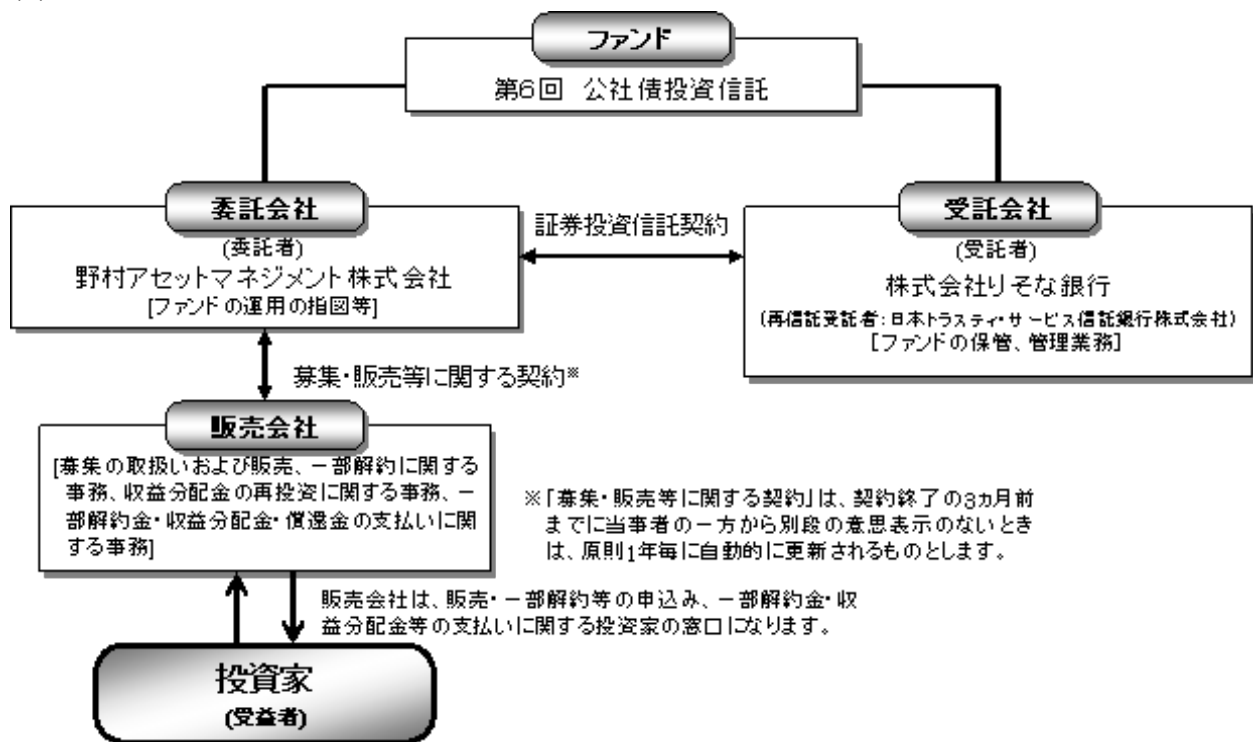 ファンド
第6回 公社債投資信託
委託会社
(委託者)
野村アセットマネジメント株式会社
[ファンドの運用の指図等]
証券投資信託契約
受託会社
(受託者)
株式会社りそな銀行
(再信託受託者：日本トラスティ・サービス信託銀行株式会社)
[ファンドの保管、管理業務]
募集・販売等に関する契約※
販売会社
[募集の取扱いおよび販売、一部解約に関する
事務、収益分配金の再投資に関する事務、一
部解約金・収益分配金・償還金の支払いに関
する事務]
※「募集・販売等に関する契約」は、契約終了の3ヵ月前
までに当事者の一方から別段の意思表示のないとき
は、原則1年毎に自動的に更新されるものとします。
販売会社は、販売・一部解約等の申込み、一部解約金・収
益分配金等の支払いに関する投資家の窓口になります。
投資家
(受益者)